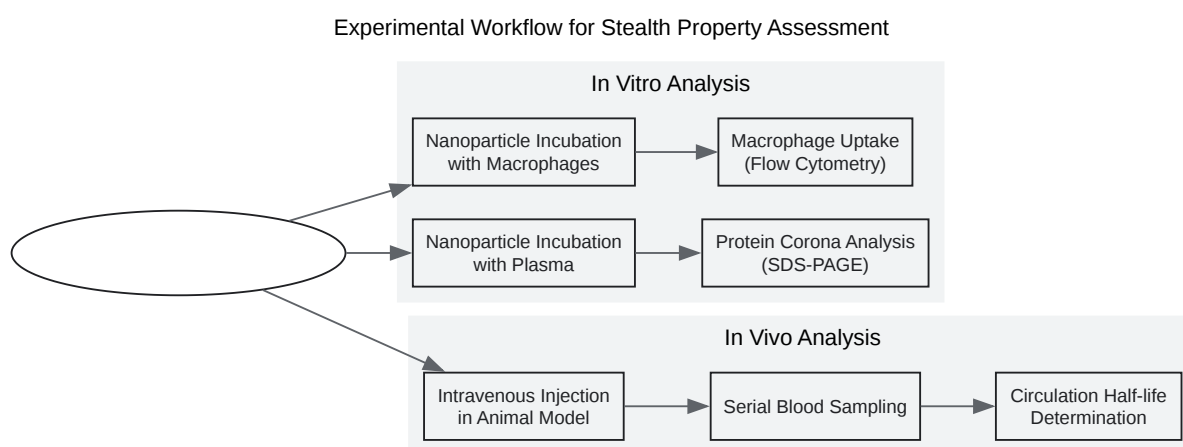 Experimental Workflow for Stealth Property Assessment
In Vitro Analysis
Nanoparticle Incubation
with Macrophages
Macrophage Uptake
(Flow Cytometry)
Nanoparticle Incubation
with Plasma
Protein Corona Analysis
(SDS-PAGE)
In Vivo Analysis
Intravenous Injection
in Animal Model
Serial Blood Sampling
Circulation Half-life
Determination